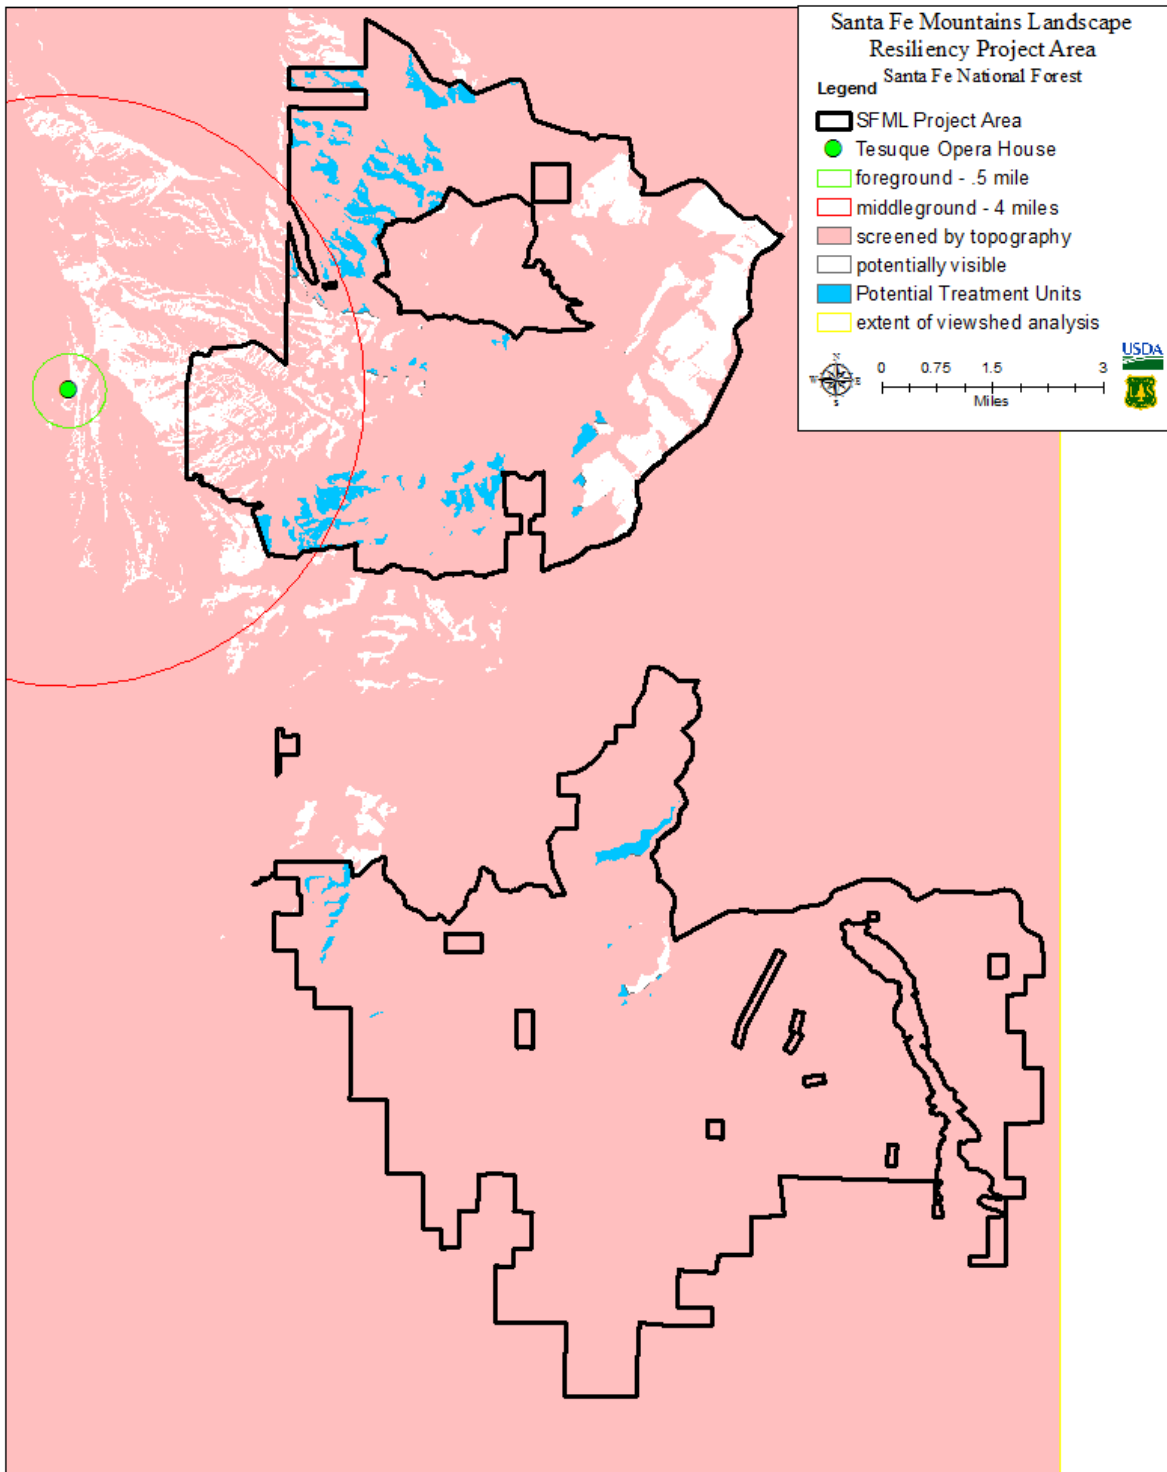 Santa Fe Mountains Landscape
Resiliency Project Area
Santa Fe National Forest
Legend
SFML Project Area
Tesuque Opera House
foreground - .5 mile
middleground - 4 miles
screened by topography
potentially visible
Potential Treatment Units
extent of viewshed analysis
N
W E
S
0 0.75 1.5 3
Miles
USDA